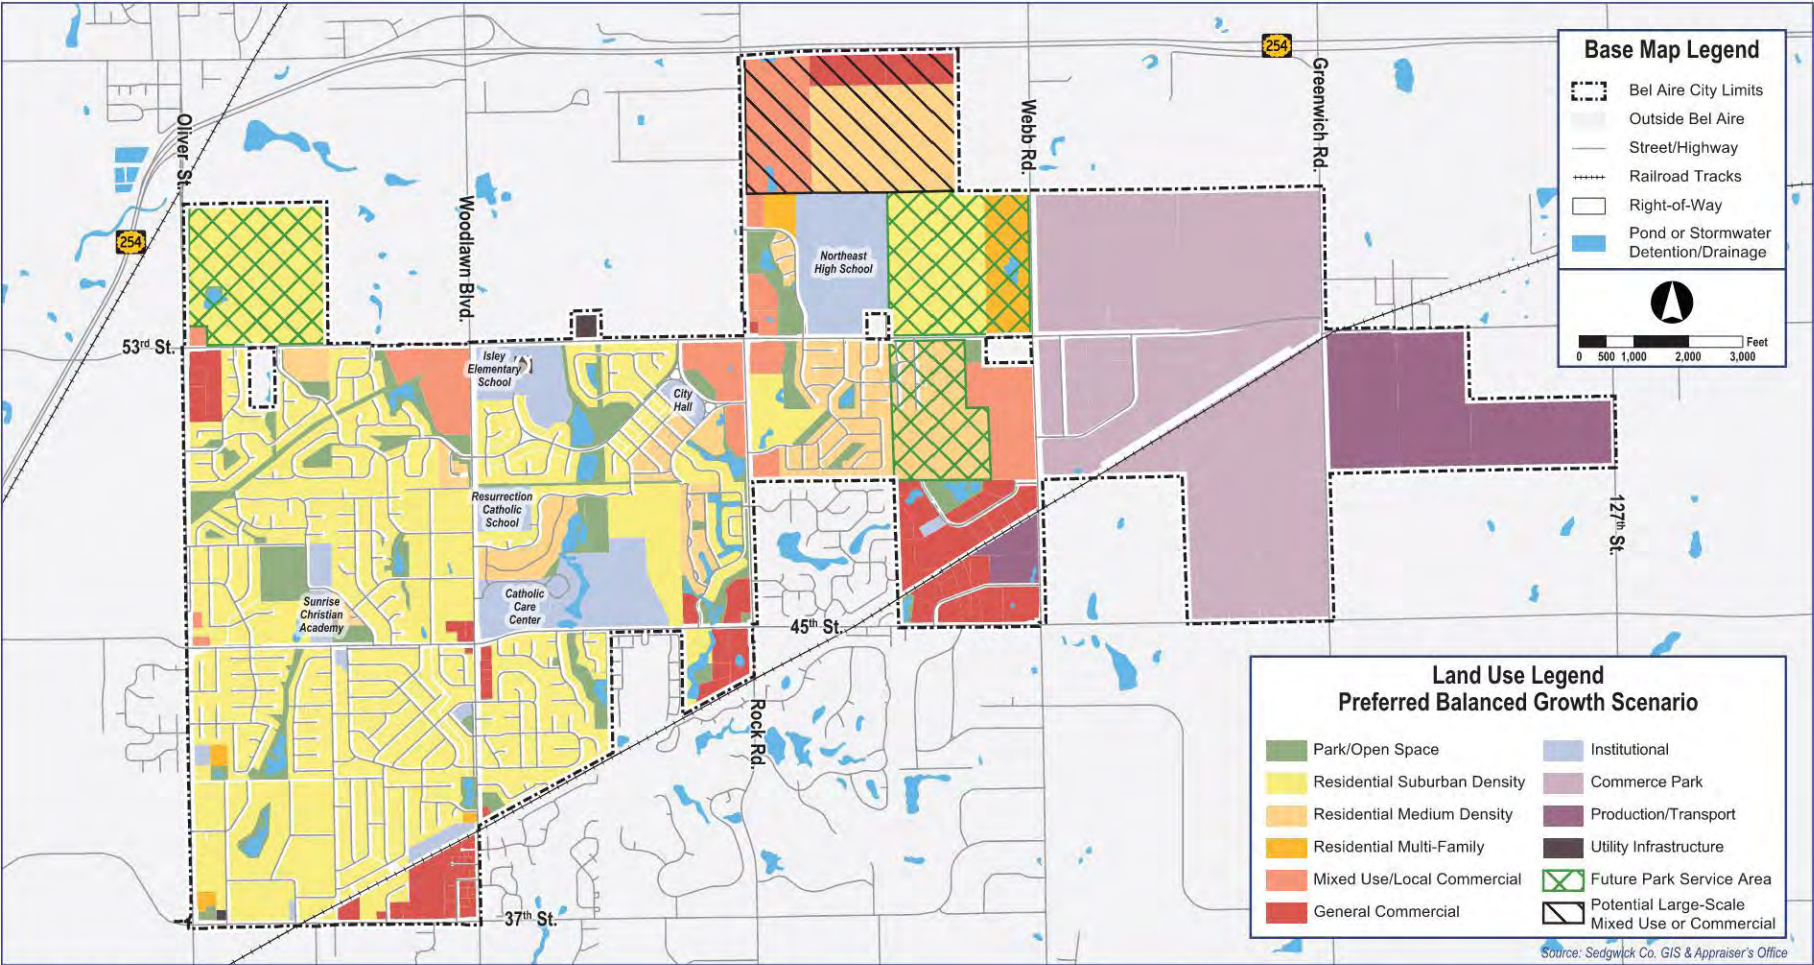 254
Base Map Legend
Bel Aire City Limits
Outside Bel Aire
Street/Highway
Railroad Tracks
Right-of-Way
Pond or Stormwater
Detention/Drainage
0 500 1,000 2,000 3,000 Feet
Oliver St.
Woodlawn Blvd.
Webb Rd.
Greenwich Rd.
254
Northeast
High School
53rd St.
Isley
Elementary
School
City
Hall
Resurrection
Catholic
School
127th St.
Sunrise
Christian
Academy
Catholic
Care
Center
45th St.
Rock Rd.
37th St.
Land Use Legend
Preferred Balanced Growth Scenario
Park/Open Space
Residential Suburban Density
Residential Medium Density
Residential Multi-Family
Mixed Use/Local Commercial
General Commercial
Institutional
Commerce Park
Production/Transport
Utility Infrastructure
Future Park Service Area
Potential Large-Scale
Mixed Use or Commercial
Source: Sedgwick Co. GIS & Appraiser's Office